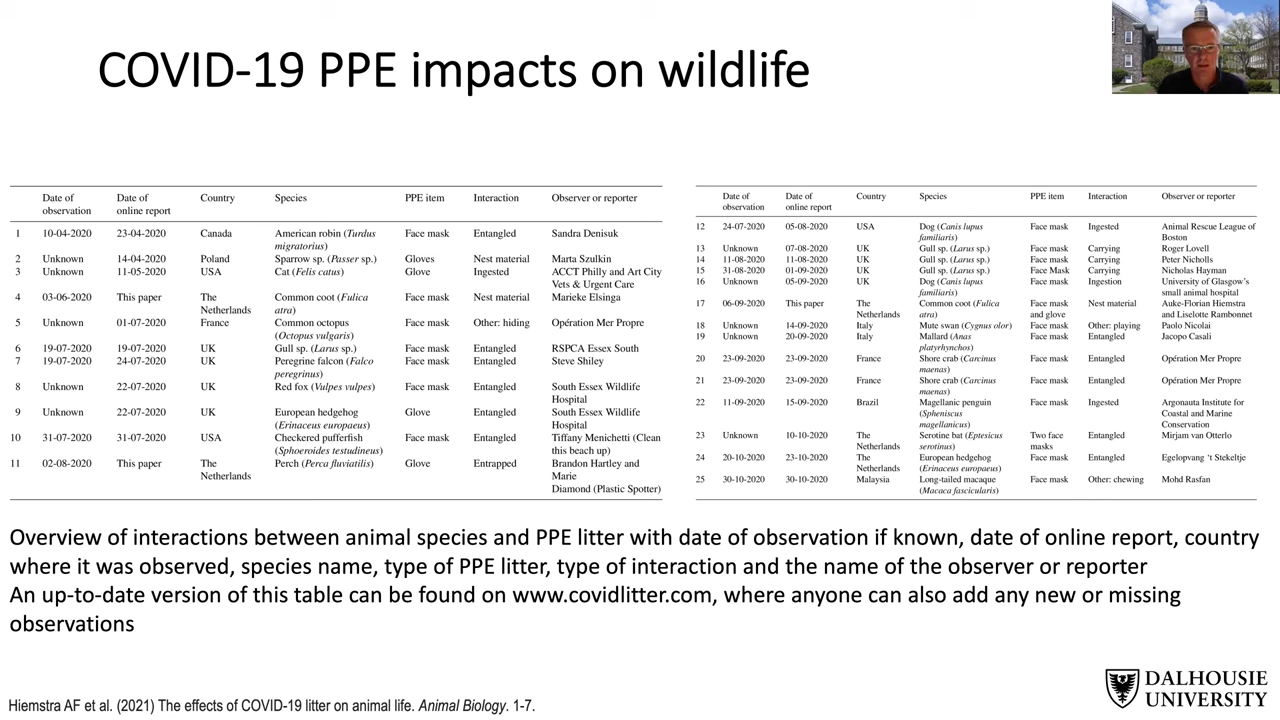 COVID-19 PPE impacts on wildlife
Date of observation Date of online report Country Species PPE item Interaction Observer or reporter
1 10-04-2020 23-04-2020 Canada American robin (Turdus migratorius) Face mask Entangled Sandra Denisuk
2 Unknown 14-04-2020 Poland Sparrow sp. (Passer sp.) Gloves Nest material Marta Szulkin
3 Unknown 11-05-2020 USA Cat (Felis catus) Glove Ingested ACCT Philly and Art City Vets & Urgent Care
4 03-06-2020 This paper The Netherlands Common coot (Fulica atra) Face mask Nest material Marieke Elsinga
5 Unknown 01-07-2020 France Common octopus (Octopus vulgaris) Face mask Other: hiding Opération Mer Propre
6 19-07-2020 19-07-2020 UK Gull sp. (Larus sp.) Face mask Entangled RSPCA Essex South
7 19-07-2020 24-07-2020 UK Peregrine falcon (Falco peregrinus) Face mask Entangled Steve Shiley
8 Unknown 22-07-2020 UK Red fox (Vulpes vulpes) Face mask Entangled South Essex Wildlife Hospital
9 Unknown 22-07-2020 UK European hedgehog (Erinaceus europaeus) Glove Entangled South Essex Wildlife Hospital
10 31-07-2020 31-07-2020 USA Checkered pufferfish (Sphoeroides testudineus) Face mask Entangled Tiffany Menichetti (Clean this beach up)
11 02-08-2020 This paper The Netherlands Perch (Perca fluviatilis) Glove Entrapped Brandon Hartley and Marie Diamond (Plastic Spotter)
Date of observation Date of online report Country Species PPE item Interaction Observer or reporter
12 24-07-2020 05-08-2020 USA Dog (Canis lupus familiaris) Face mask Ingested Animal Rescue League of Boston
13 Unknown 07-08-2020 UK Gull sp. (Larus sp.) Face mask Carrying Roger Lovell
14 11-08-2020 11-08-2020 UK Gull sp. (Larus sp.) Face mask Carrying Peter Nicholls
15 31-08-2020 01-09-2020 UK Gull sp. (Larus sp.) Face Mask Carrying Nicholas Hayman
16 Unknown 05-09-2020 UK Dog (Canis lupus familiaris) Face mask Ingestion University of Glasgow's small animal hospital
17 06-09-2020 This paper The Netherlands Common coot (Fulica atra) Face mask and glove Nest material Auke-Florian Hiemstra and Liselotte Rambonnet
18 Unknown 14-09-2020 Italy Mute swan (Cygnus olor) Face mask Other: playing Paolo Nicolai
19 Unknown 20-09-2020 Italy Mallard (Anas platyrhynchos) Face mask Entangled Jacopo Casali
20 23-09-2020 23-09-2020 France Shore crab (Carcinus maenas) Face mask Entangled Opération Mer Propre
21 23-09-2020 23-09-2020 France Shore crab (Carcinus maenas) Face mask Entangled Opération Mer Propre
22 11-09-2020 15-09-2020 Brazil Magellanic penguin (Spheniscus magellanicus) Face mask Ingested Argonauta Institute for Coastal and Marine Conservation
23 Unknown 10-10-2020 The Netherlands Serotine bat (Eptesicus serotinus) Two face masks Entangled Mirjam van Otterlo
24 20-10-2020 23-10-2020 The Netherlands European hedgehog (Erinaceus europaeus) Face mask Entangled Egelopvang 't Stekeltje
25 30-10-2020 30-10-2020 Malaysia Long-tailed macaque (Macaca fascicularis) Face mask Other: chewing Mohd Rasfan
Overview of interactions between animal species and PPE litter with date of observation if known, date of online report, country
where it was observed, species name, type of PPE litter, type of interaction and the name of the observer or reporter
An up-to-date version of this table can be found on www.covidlitter.com, where anyone can also add any new or missing
observations
Hiemstra AF et al. (2021) The effects of COVID-19 litter on animal life. Animal Biology. 1-7.
DALHOUSIE
UNIVERSITY